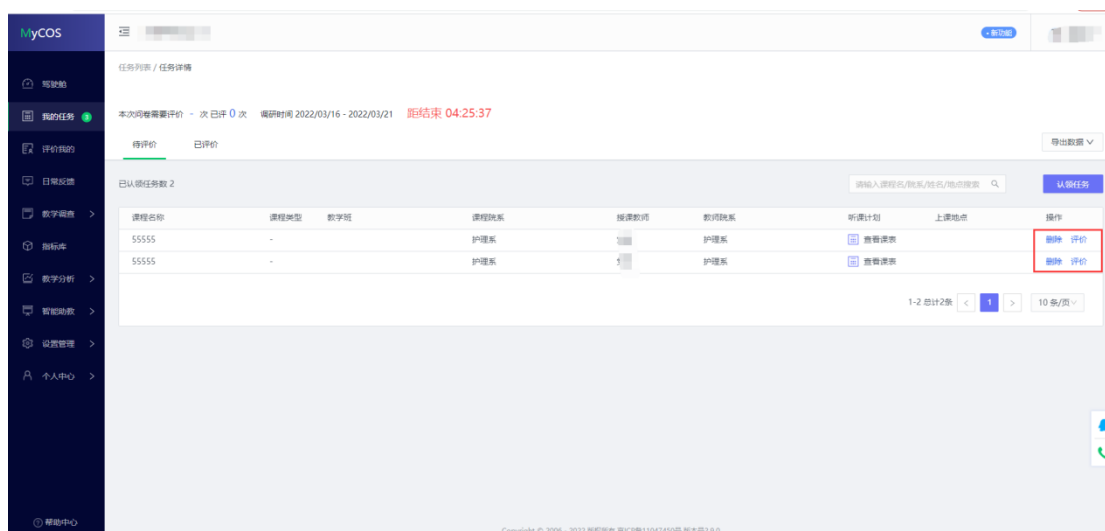 MyCOS
• 新功能
驾驶舱
我的任务 3
评价我的
日常反馈
教学调查
指标库
教学分析
智能助教
设置管理
个人中心
帮助中心
任务列表 / 任务详情
本次问卷需要评价 - 次 已评 0 次 调研时间 2022/03/16 - 2022/03/21 距结束 04:25:37
待评价 已评价 导出数据
已认领任务数 2 请输入课程名/院系/姓名/地点搜索 认领任务
课程名称 课程类型 教学班 课程院系 授课教师 教师院系 听课计划 上课地点 操作
55555 - 护理系 护理系 查看课表 删除 评价
55555 - 护理系 护理系 查看课表 删除 评价
1-2 总计2条 < 1 > 10 条/页